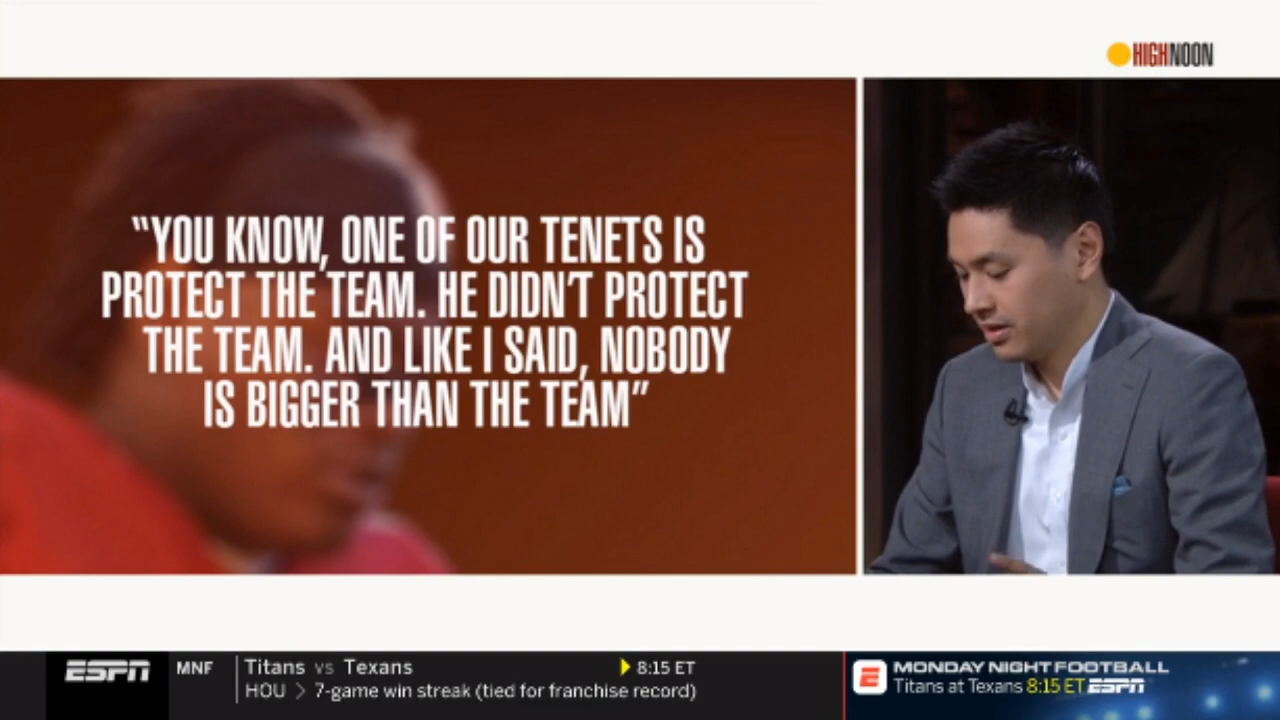 HIGHNOON
“YOU KNOW, ONE OF OUR TENETS IS
PROTECT THE TEAM. HE DIDN’T PROTECT
THE TEAM. AND LIKE I SAID, NOBODY
IS BIGGER THAN THE TEAM”
ESPN
MNF
Titans vs Texans
8:15 ET
HOU > 7-game win streak (tied for franchise record)
E
MONDAY NIGHT FOOTBALL
Titans at Texans 8:15 ET ESPN